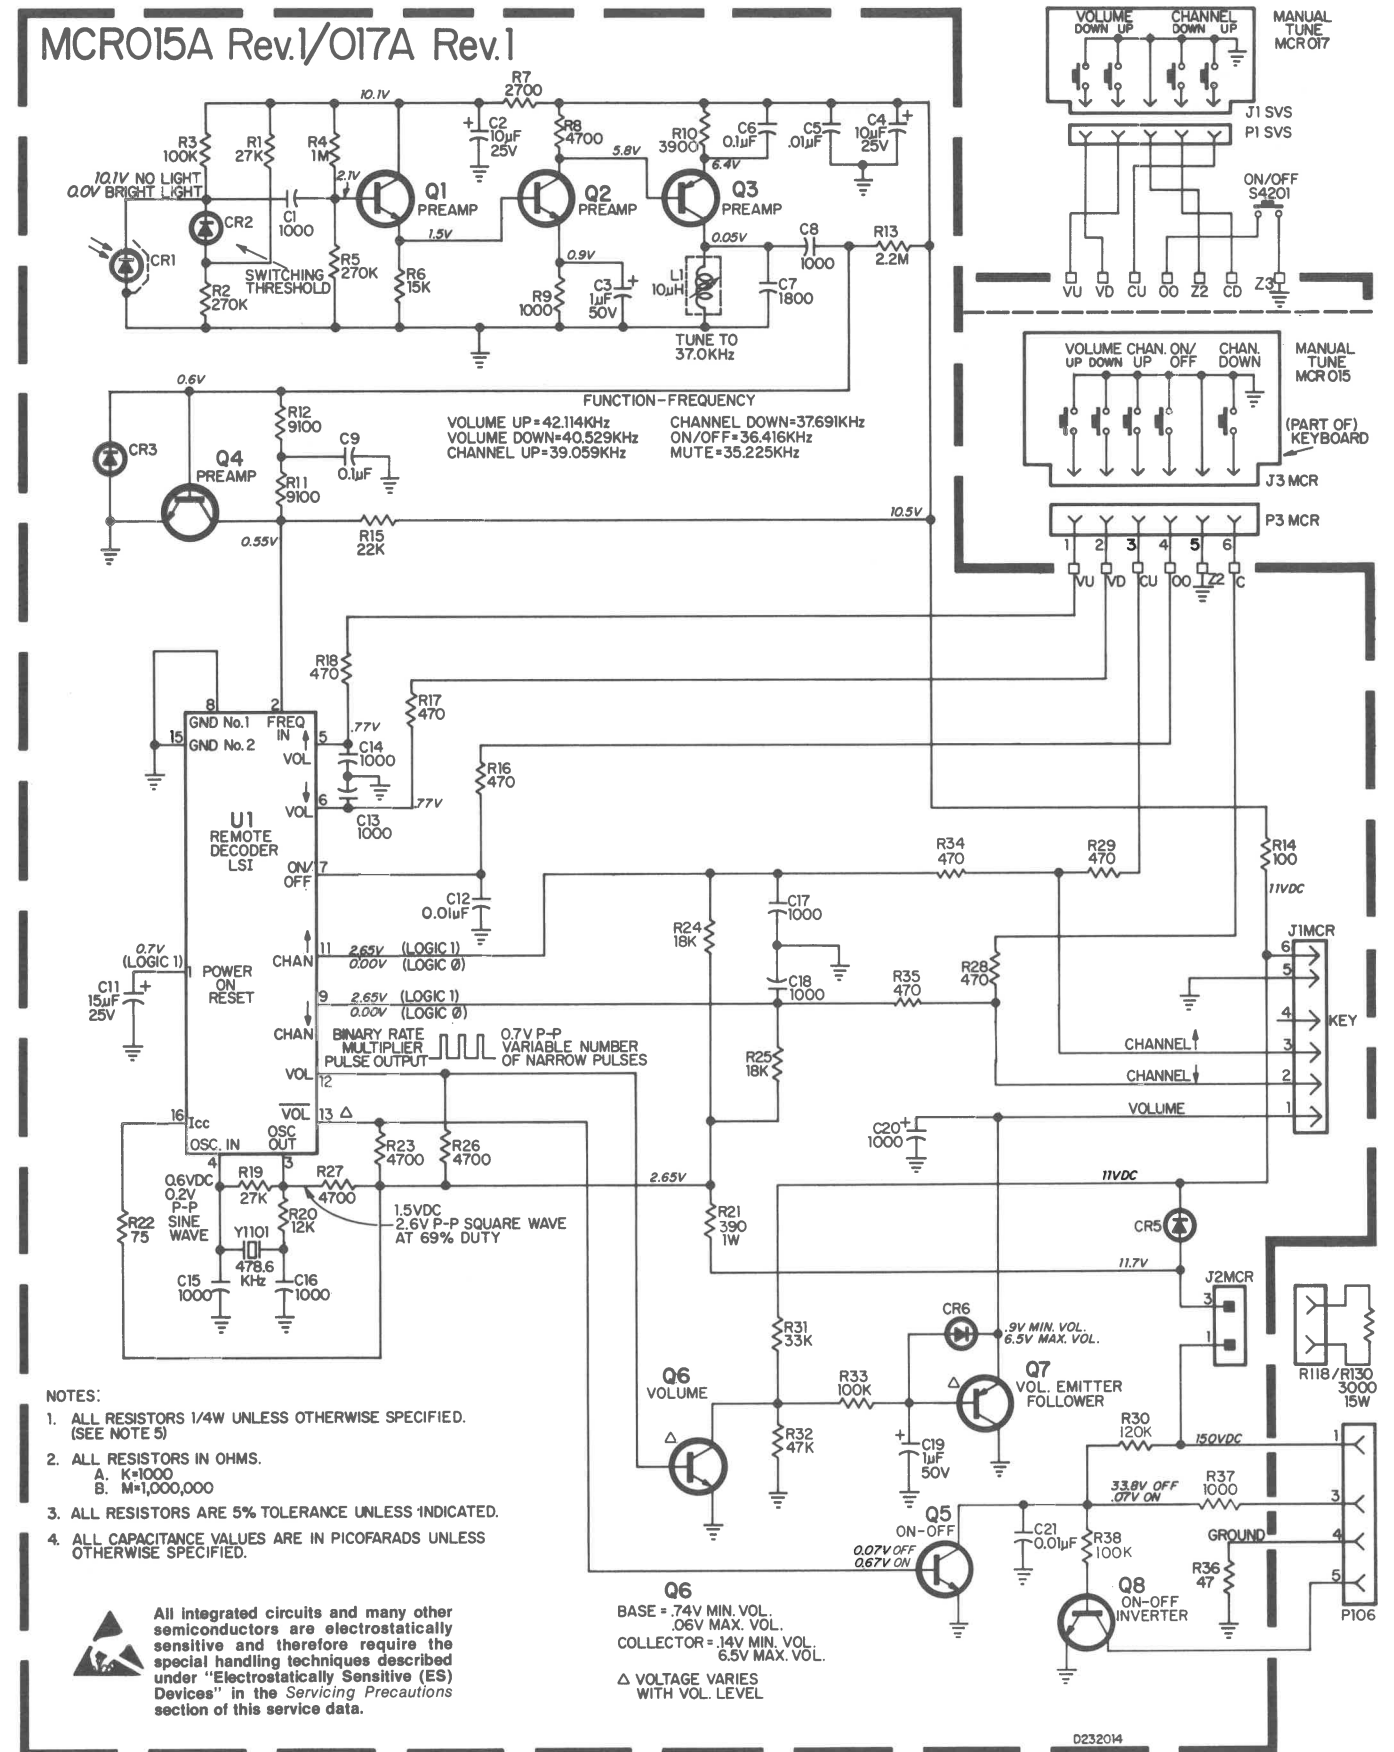 MCR015A Rev.1/017A Rev.1
VOLUME
DOWN UP
CHANNEL
DOWN UP
MANUAL
TUNE
MCR 017
J1 SVS
P1 SVS
ON/OFF
S4201
VU VD CU OO Z2 CD Z3
R7
2700
10.1V
R3
100K
R1
27K
R4
1M
2.1V
C2
10µF
25V
+
R8
4700
5.8V
R10
3900
C6
0.1µF
C5
.01µF
C4
10µF
25V
+
6.4V
10.1V NO LIGHT
0.0V BRIGHT LIGHT
CR2
C1
1000
Q1
PREAMP
Q2
PREAMP
Q3
PREAMP
CR1
SWITCHING
THRESHOLD
R2
270K
R5
270K
1.5V
R6
15K
0.9V
R9
1000
C3
1µF
50V
+
0.05V
L1
10µH
C8
1000
R13
2.2M
C7
1800
TUNE TO
37.0KHz
MANUAL
TUNE
MCR 015
VOLUME CHAN. ON/ CHAN.
UP DOWN UP OFF DOWN
(PART OF)
KEYBOARD
J3 MCR
P3 MCR
1 2 3 4 5 6
VU VD CU OO Z2 C
0.6V
FUNCTION-FREQUENCY
VOLUME UP=42.114KHz CHANNEL DOWN=37.691KHz
VOLUME DOWN=40.529KHz ON/OFF=36.416KHz
CHANNEL UP=39.059KHz MUTE=35.225KHz
R12
9100
C9
0.1µF
CR3
Q4
PREAMP
R11
9100
0.55V
R15
22K
10.5V
R18
470
R17
470
R16
470
8 2
GND No.1 FREQ
IN
15 GND No.2
5
VOL
.77V
C14
1000
6
VOL
.77V
C13
1000
U1
REMOTE
DECODER
LSI
ON/
OFF
7
C12
0.01µF
R34
470
R29
470
R14
100
11VDC
R24
18K
C17
1000
0.7V
(LOGIC 1)
1
C11
15µF
25V
+
POWER
ON
RESET
11
CHAN
2.65V (LOGIC 1)
0.00V (LOGIC Ø)
9
CHAN
2.65V (LOGIC 1)
0.00V (LOGIC Ø)
C18
1000
R35
470
R28
470
J1MCR
6
5
4 KEY
3 CHANNEL
2 CHANNEL
1 VOLUME
BINARY RATE
MULTIPLIER
PULSE OUTPUT
0.7V P-P
VARIABLE NUMBER
OF NARROW PULSES
R25
18K
VOL
12
VOL
13 △
16
Icc
OSC. IN
OSC
OUT
4 3
R23
4700
R26
4700
C20
1000
+
0.6VDC
0.2V
P-P
SINE
WAVE
R19
27K
R27
4700
R20
12K
2.65V
11VDC
R22
75
Y1101
478.6
KHz
1.5VDC
2.6V P-P SQUARE WAVE
AT 69% DUTY
R21
390
1W
CR5
11.7V
C15
1000
C16
1000
J2MCR
3
1
R31
33K
CR6
.9V MIN. VOL.
6.5V MAX. VOL.
R118/R130
3000
15W
Q6
VOLUME
△
R33
100K
△
Q7
VOL. EMITTER
FOLLOWER
R32
47K
C19
1µF
50V
+
R30
120K
150VDC
33.8V OFF
.07V ON
R37
1000
1
3
4
5
P106
GROUND
Q5
ON-OFF
C21
0.01µF
R38
100K
R36
47
0.07V OFF
0.67V ON
Q8
ON-OFF
INVERTER
NOTES:
1. ALL RESISTORS 1/4W UNLESS OTHERWISE SPECIFIED.
(SEE NOTE 5)
2. ALL RESISTORS IN OHMS.
A. K=1000
B. M=1,000,000
3. ALL RESISTORS ARE 5% TOLERANCE UNLESS INDICATED.
4. ALL CAPACITANCE VALUES ARE IN PICOFARADS UNLESS
OTHERWISE SPECIFIED.
All integrated circuits and many other
semiconductors are electrostatically
sensitive and therefore require the
special handling techniques described
under "Electrostatically Sensitive (ES)
Devices" in the Servicing Precautions
section of this service data.
Q6
BASE = .74V MIN. VOL.
.06V MAX. VOL.
COLLECTOR = .14V MIN. VOL.
6.5V MAX. VOL.
△ VOLTAGE VARIES
WITH VOL. LEVEL
D232014